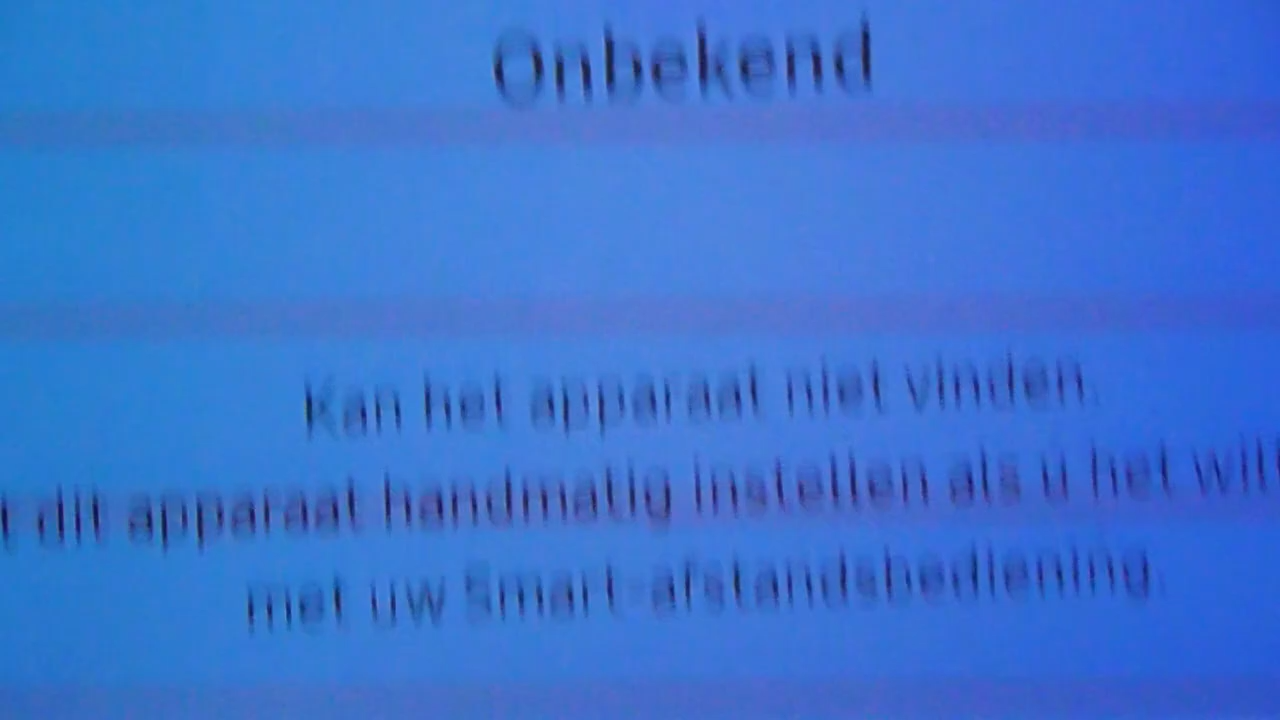 Onbekend
Kan het apparaat niet vinden.
dit apparaat handmatig instellen als u het wilt
met uw Smart-afstandsbediening.